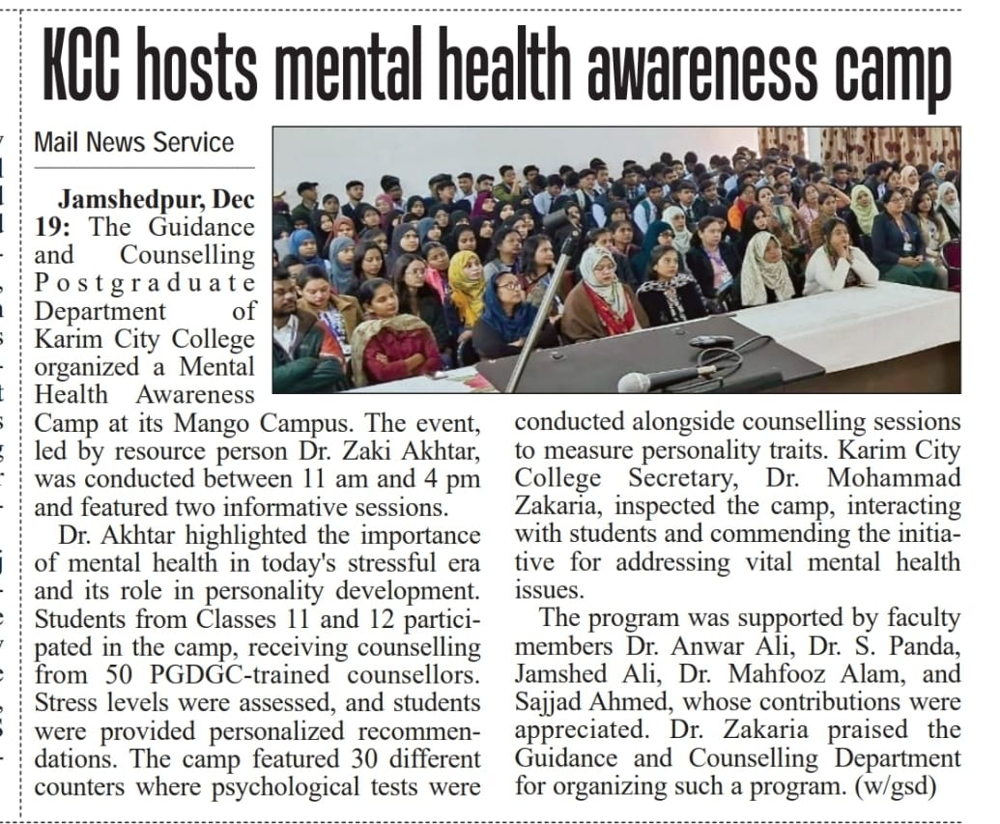 KCC hosts mental health awareness camp
Mail News Service
Jamshedpur, Dec
19: The Guidance
and Counselling
Postgraduate
Department of
Karim City College
organized a Mental
Health Awareness
Camp at its Mango Campus. The event,
led by resource person Dr. Zaki Akhtar,
was conducted between 11 am and 4 pm
and featured two informative sessions.
Dr. Akhtar highlighted the importance
of mental health in today's stressful era
and its role in personality development.
Students from Classes 11 and 12 partici-
pated in the camp, receiving counselling
from 50 PGDGC-trained counsellors.
Stress levels were assessed, and students
were provided personalized recommen-
dations. The camp featured 30 different
counters where psychological tests were
conducted alongside counselling sessions
to measure personality traits. Karim City
College Secretary, Dr. Mohammad
Zakaria, inspected the camp, interacting
with students and commending the initia-
tive for addressing vital mental health
issues.
The program was supported by faculty
members Dr. Anwar Ali, Dr. S. Panda,
Jamshed Ali, Dr. Mahfooz Alam, and
Sajjad Ahmed, whose contributions were
appreciated. Dr. Zakaria praised the
Guidance and Counselling Department
for organizing such a program. (w/gsd)